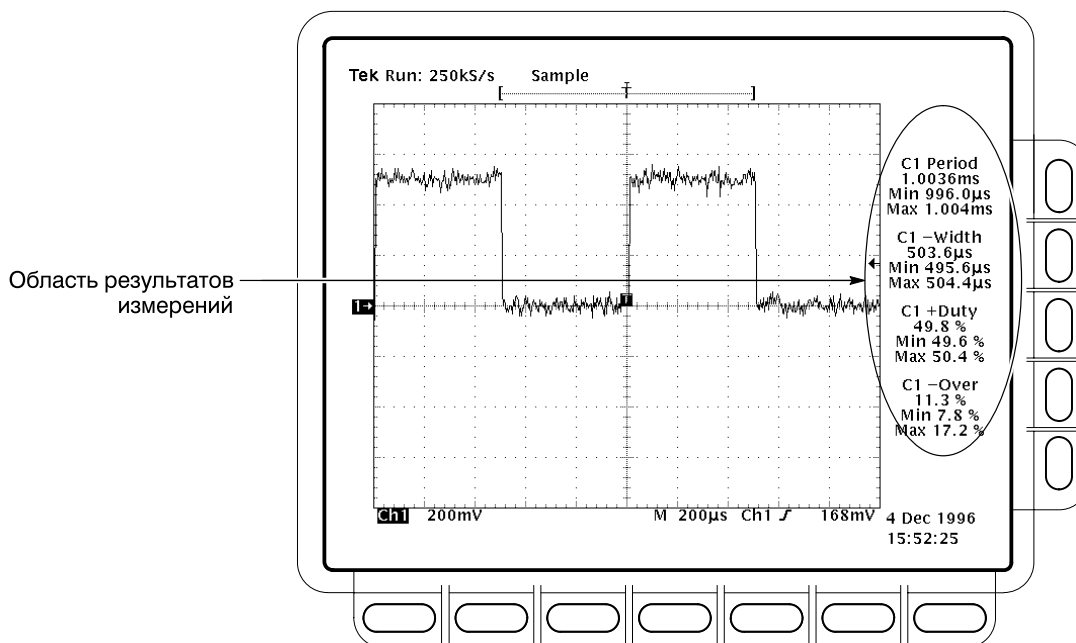 Tek Run: 250kS/s Sample
T
C1 Period
1.0036ms
Min 996.0µs
Max 1.004ms
C1 −Width
503.6µs
Min 495.6µs
Max 504.4µs
Область результатов
измерений
1
T
C1 +Duty
49.8 %
Min 49.6 %
Max 50.4 %
C1 −Over
11.3 %
Min 7.8 %
Max 17.2 %
Ch1 200mV M 200µs Ch1 168mV
4 Dec 1996
15:52:25